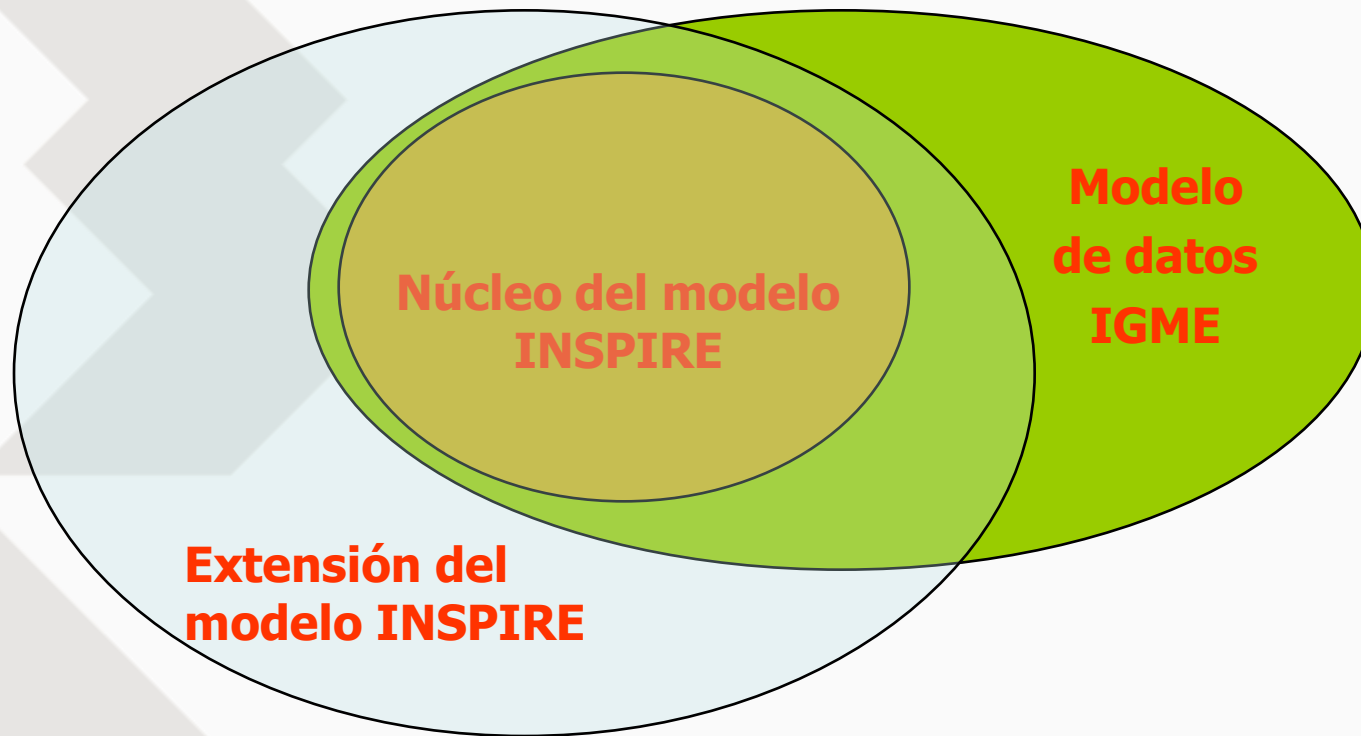 Modelo
de datos
IGME
Núcleo del modelo
INSPIRE
Extensión del
modelo INSPIRE